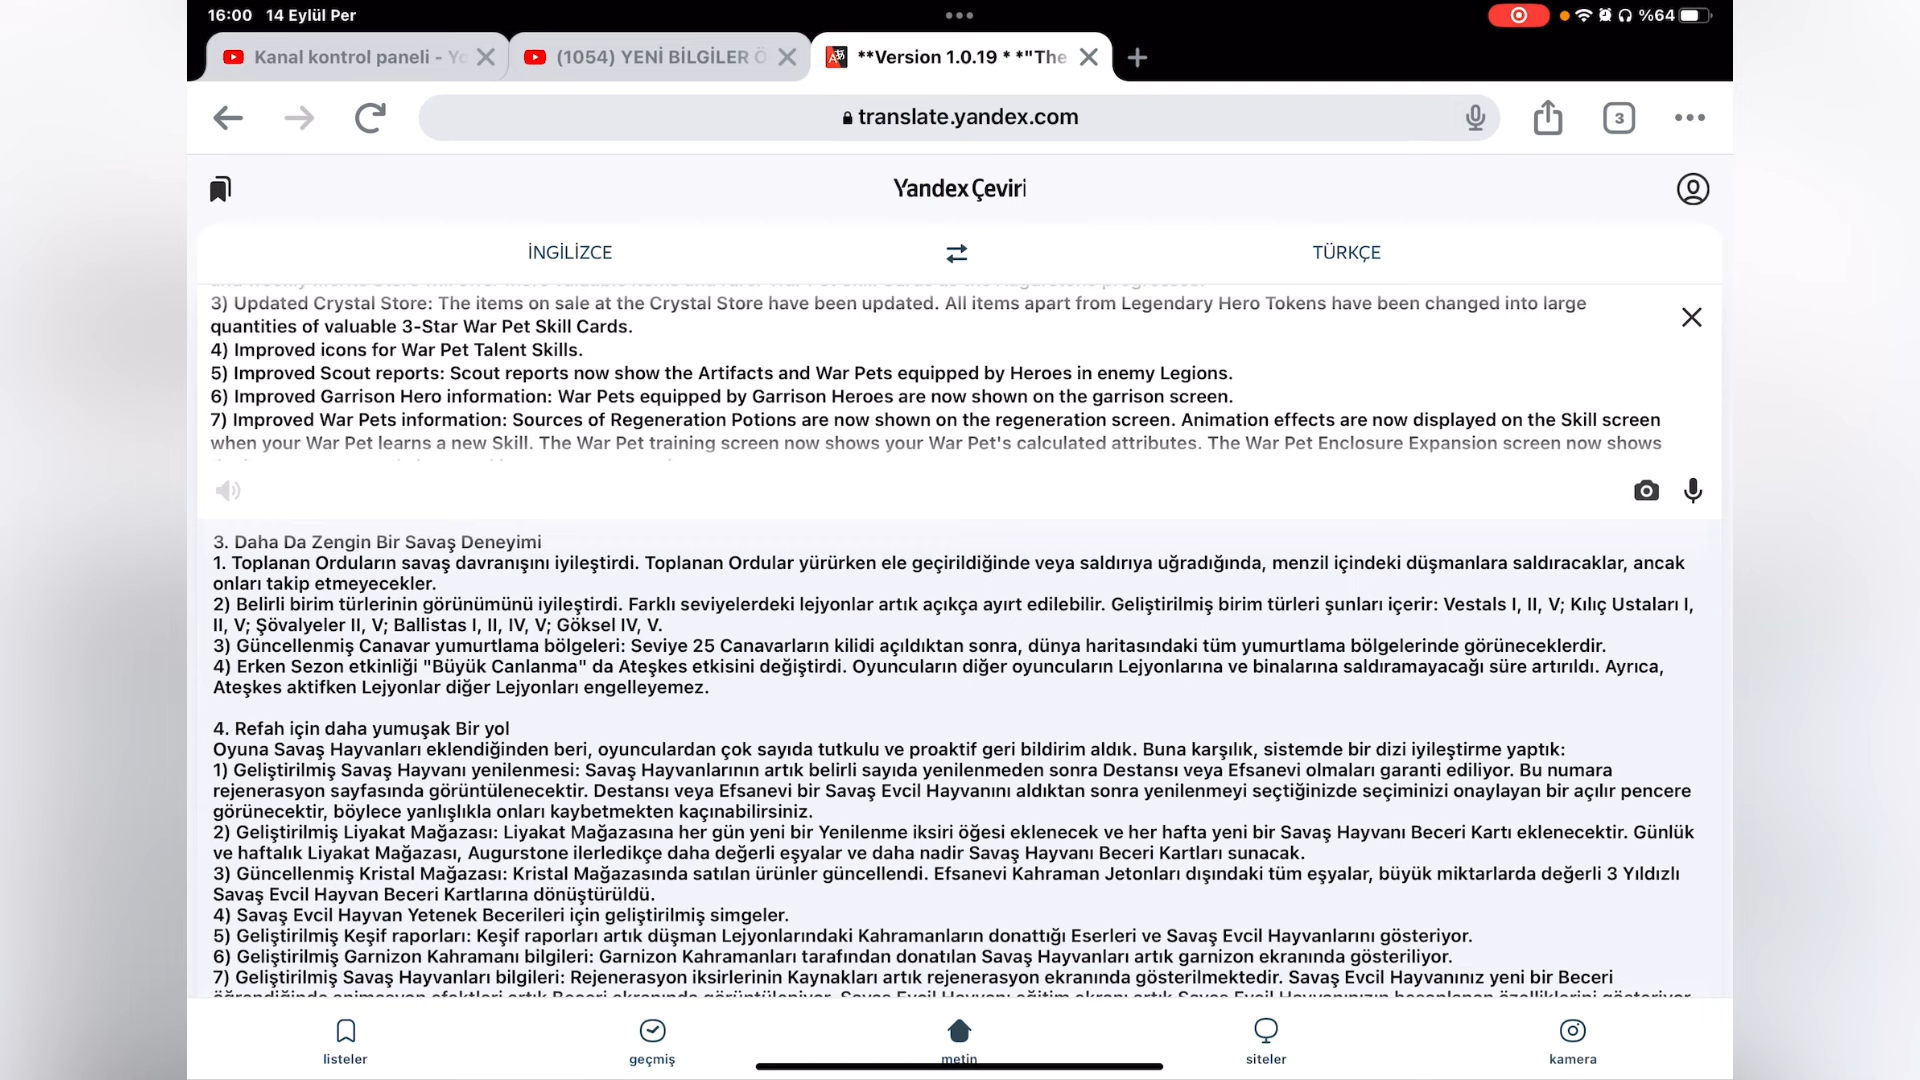 16:00 14 Eylül Per
%64
Kanal kontrol paneli - Yo
(1054) YENİ BİLGİLER Ö
**Version 1.0.19 * *"The
translate.yandex.com
3
Yandex Çeviri
İNGİLİZCE
TÜRKÇE
3) Updated Crystal Store: The items on sale at the Crystal Store have been updated. All items apart from Legendary Hero Tokens have been changed into large
quantities of valuable 3-Star War Pet Skill Cards.
4) Improved icons for War Pet Talent Skills.
5) Improved Scout reports: Scout reports now show the Artifacts and War Pets equipped by Heroes in enemy Legions.
6) Improved Garrison Hero information: War Pets equipped by Garrison Heroes are now shown on the garrison screen.
7) Improved War Pets information: Sources of Regeneration Potions are now shown on the regeneration screen. Animation effects are now displayed on the Skill screen
when your War Pet learns a new Skill. The War Pet training screen now shows your War Pet's calculated attributes. The War Pet Enclosure Expansion screen now shows
3. Daha Da Zengin Bir Savaş Deneyimi
1. Toplanan Orduların savaş davranışını iyileştirdi. Toplanan Ordular yürürken ele geçirildiğinde veya saldırıya uğradığında, menzil içindeki düşmanlara saldıracaklar, ancak
onları takip etmeyecekler.
2) Belirli birim türlerinin görünümünü iyileştirdi. Farklı seviyelerdeki lejyonlar artık açıkça ayırt edilebilir. Geliştirilmiş birim türleri şunları içerir: Vestals I, II, V; Kılıç Ustaları I,
II, V; Şövalyeler II, V; Ballistas I, II, IV, V; Göksel IV, V.
3) Güncellenmiş Canavar yumurtlama bölgeleri: Seviye 25 Canavarların kilidi açıldıktan sonra, dünya haritasındaki tüm yumurtlama bölgelerinde görüneceklerdir.
4) Erken Sezon etkinliği "Büyük Canlanma" da Ateşkes etkisini değiştirdi. Oyuncuların diğer oyuncuların Lejyonlarına ve binalarına saldıramayacağı süre artırıldı. Ayrıca,
Ateşkes aktifken Lejyonlar diğer Lejyonları engelleyemez.
4. Refah için daha yumuşak Bir yol
Oyuna Savaş Hayvanları eklendiğinden beri, oyunculardan çok sayıda tutkulu ve proaktif geri bildirim aldık. Buna karşılık, sistemde bir dizi iyileştirme yaptık:
1) Geliştirilmiş Savaş Hayvanı yenilenmesi: Savaş Hayvanlarının artık belirli sayıda yenilenmeden sonra Destansı veya Efsanevi olmaları garanti ediliyor. Bu numara
rejenerasyon sayfasında görüntülenecektir. Destansı veya Efsanevi bir Savaş Evcil Hayvanını aldıktan sonra yenilenmeyi seçtiğinizde seçiminizi onaylayan bir açılır pencere
görünecektir, böylece yanlışlıkla onları kaybetmekten kaçınabilirsiniz.
2) Geliştirilmiş Liyakat Mağazası: Liyakat Mağazasına her gün yeni bir Yenilenme iksiri öğesi eklenecek ve her hafta yeni bir Savaş Hayvanı Beceri Kartı eklenecektir. Günlük
ve haftalık Liyakat Mağazası, Augurstone ilerledikçe daha değerli eşyalar ve daha nadir Savaş Hayvanı Beceri Kartları sunacak.
3) Güncellenmiş Kristal Mağazası: Kristal Mağazasında satılan ürünler güncellendi. Efsanevi Kahraman Jetonları dışındaki tüm eşyalar, büyük miktarlarda değerli 3 Yıldızlı
Savaş Evcil Hayvan Beceri Kartlarına dönüştürüldü.
4) Savaş Evcil Hayvan Yetenek Becerileri için geliştirilmiş simgeler.
5) Geliştirilmiş Keşif raporları: Keşif raporları artık düşman Lejyonlarındaki Kahramanların donattığı Eserleri ve Savaş Evcil Hayvanlarını gösteriyor.
6) Geliştirilmiş Garnizon Kahramanı bilgileri: Garnizon Kahramanları tarafından donatılan Savaş Hayvanları artık garnizon ekranında gösteriliyor.
7) Geliştirilmiş Savaş Hayvanları bilgileri: Rejenerasyon iksirlerinin Kaynakları artık rejenerasyon ekranında gösterilmektedir. Savaş Evcil Hayvanınız yeni bir Beceri
listeler
geçmiş
metin
siteler
kamera